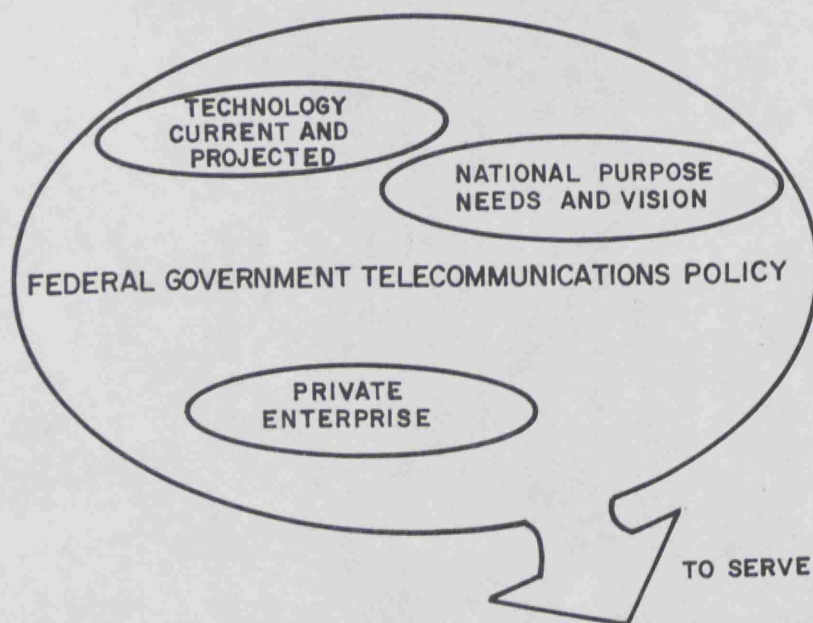 TECHNOLOGY
CURRENT AND
PROJECTED
NATIONAL PURPOSE
NEEDS AND VISION
FEDERAL GOVERNMENT TELECOMMUNICATIONS POLICY
PRIVATE
ENTERPRISE
TO SERVE